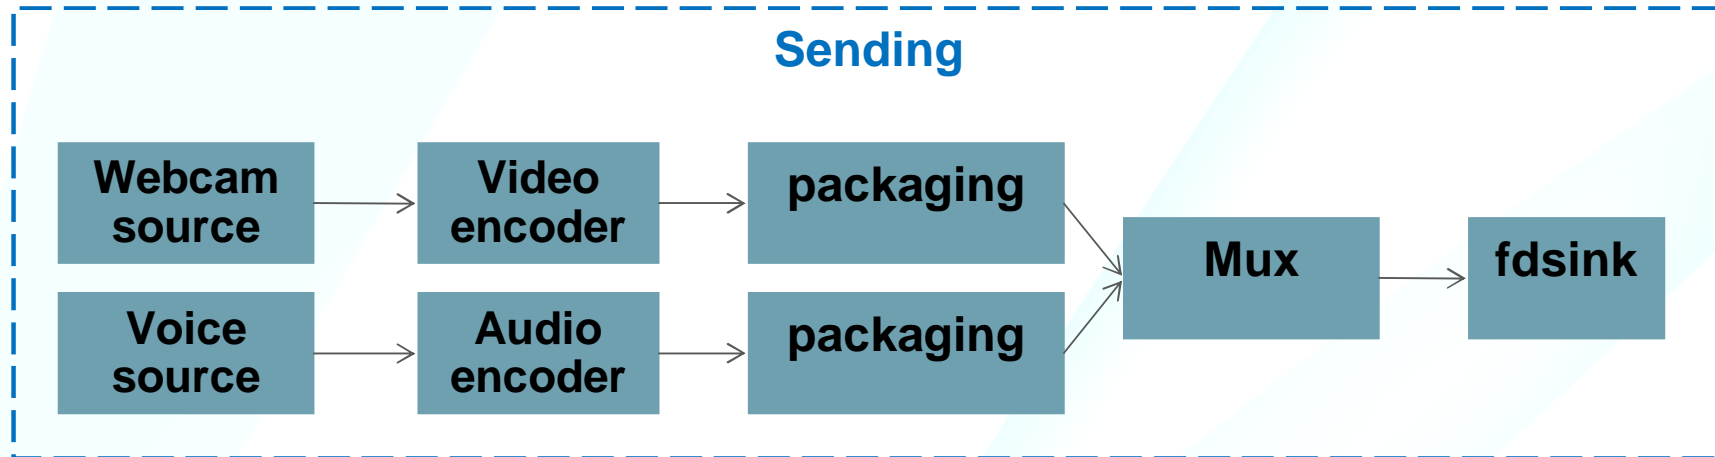 Sending
Webcam
source
Video
encoder
packaging
Voice
source
Audio
encoder
packaging
Mux
fdsink